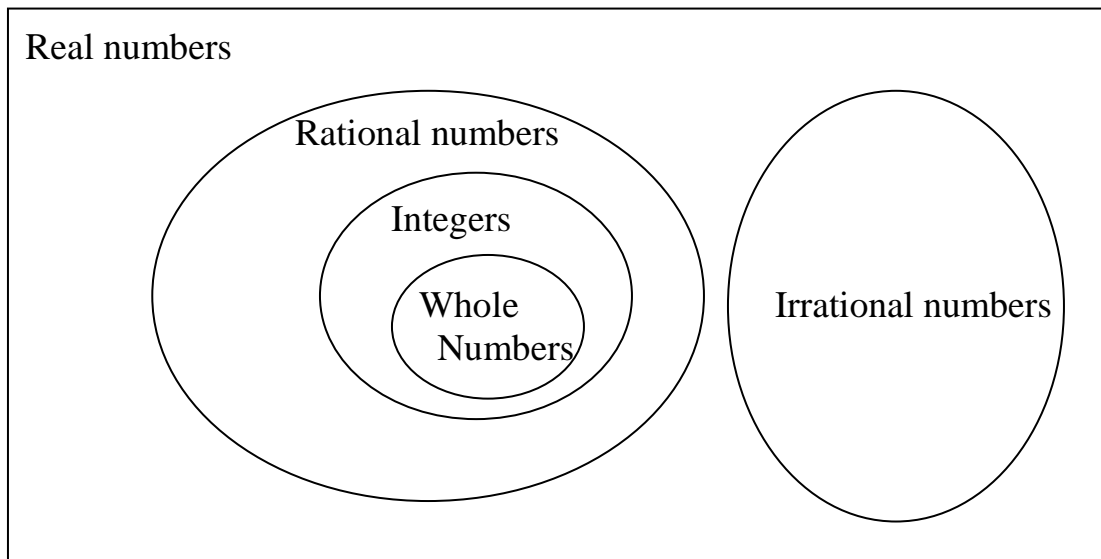 Real numbers
Rational numbers
Integers
Whole
Numbers
Irrational numbers